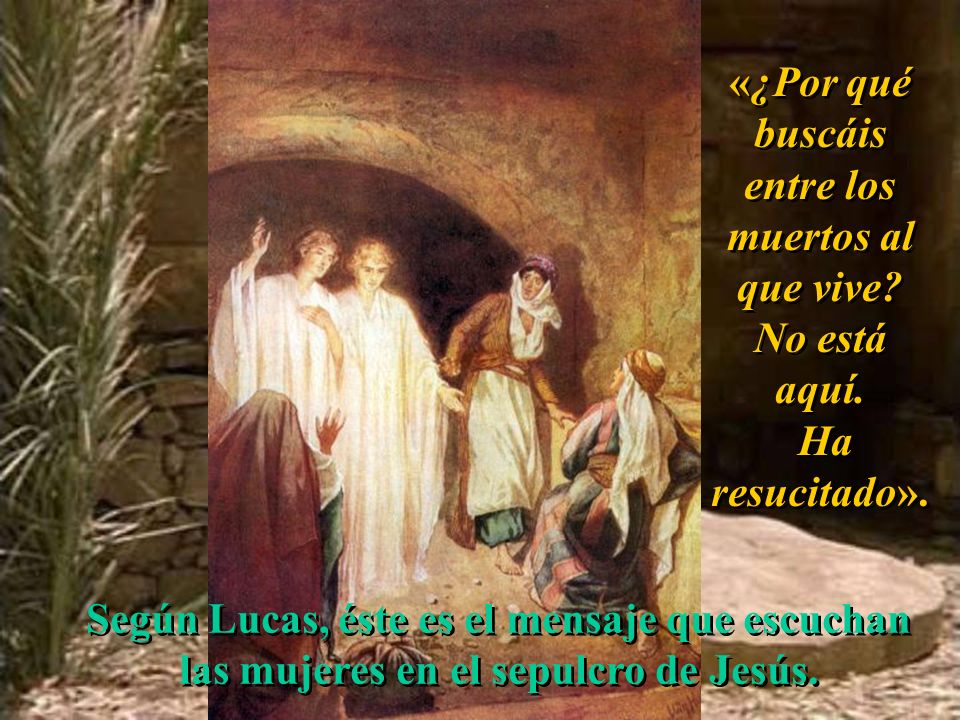 «¿Por qué
buscáis
entre los
muertos al
que vive?
No está
aquí.
Ha
resucitado».
Según Lucas, éste es el mensaje que escuchan
las mujeres en el sepulcro de Jesús.